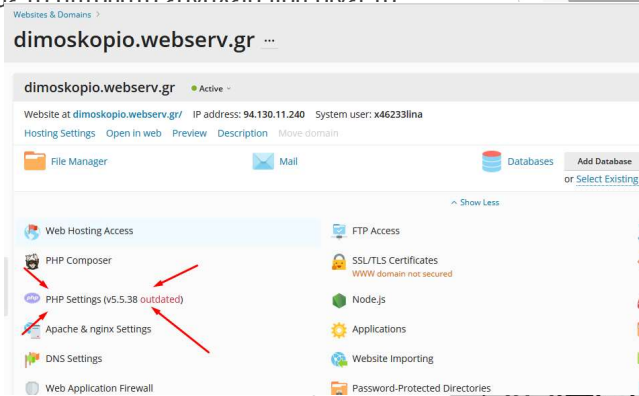 Websites & Domains >
dimoskopio.webserv.gr ...
dimoskopio.webserv.gr Active
Website at dimoskopio.webserv.gr/ IP address: 94.130.11.240 System user: x46233lina
Hosting Settings Open in web Preview Description Move domain
File Manager Mail Databases Add Database
or Select Existing
Show Less
Web Hosting Access FTP Access
PHP Composer SSL/TLS Certificates
WWW domain not secured
php PHP Settings (v5.5.38 outdated) Node.js
Apache & nginx Settings Applications
DNS Settings Website Importing
Web Application Firewall Password-Protected Directories